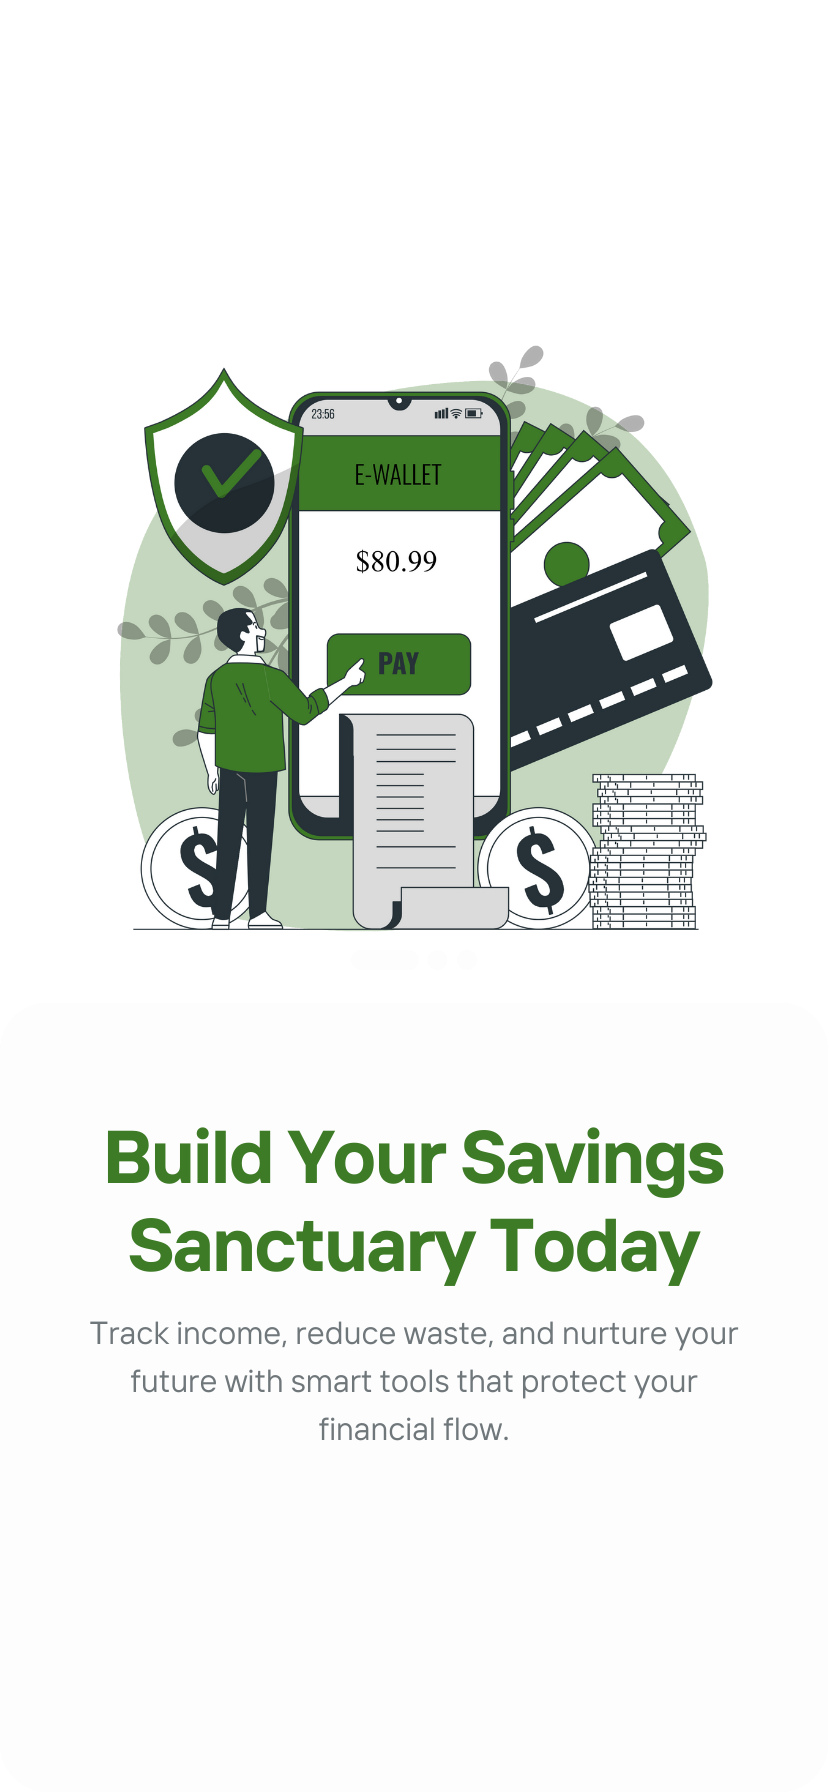 23:56
E-WALLET
$80.99
PAY
$
$
Build Your Savings
Sanctuary Today
Track income, reduce waste, and nurture your
future with smart tools that protect your
financial flow.